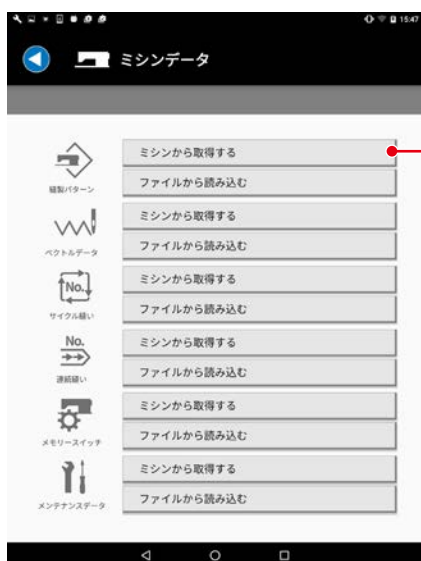 15:47
ミシンデータ
ミシンから取得する
縫製パターン
ファイルから読み込む
ミシンから取得する
ベクトルデータ
ファイルから読み込む
No.
ミシンから取得する
サイクル縫い
ファイルから読み込む
No.
ミシンから取得する
連続縫い
ファイルから読み込む
ミシンから取得する
メモリースイッチ
ファイルから読み込む
ミシンから取得する
メンテナンスデータ
ファイルから読み込む